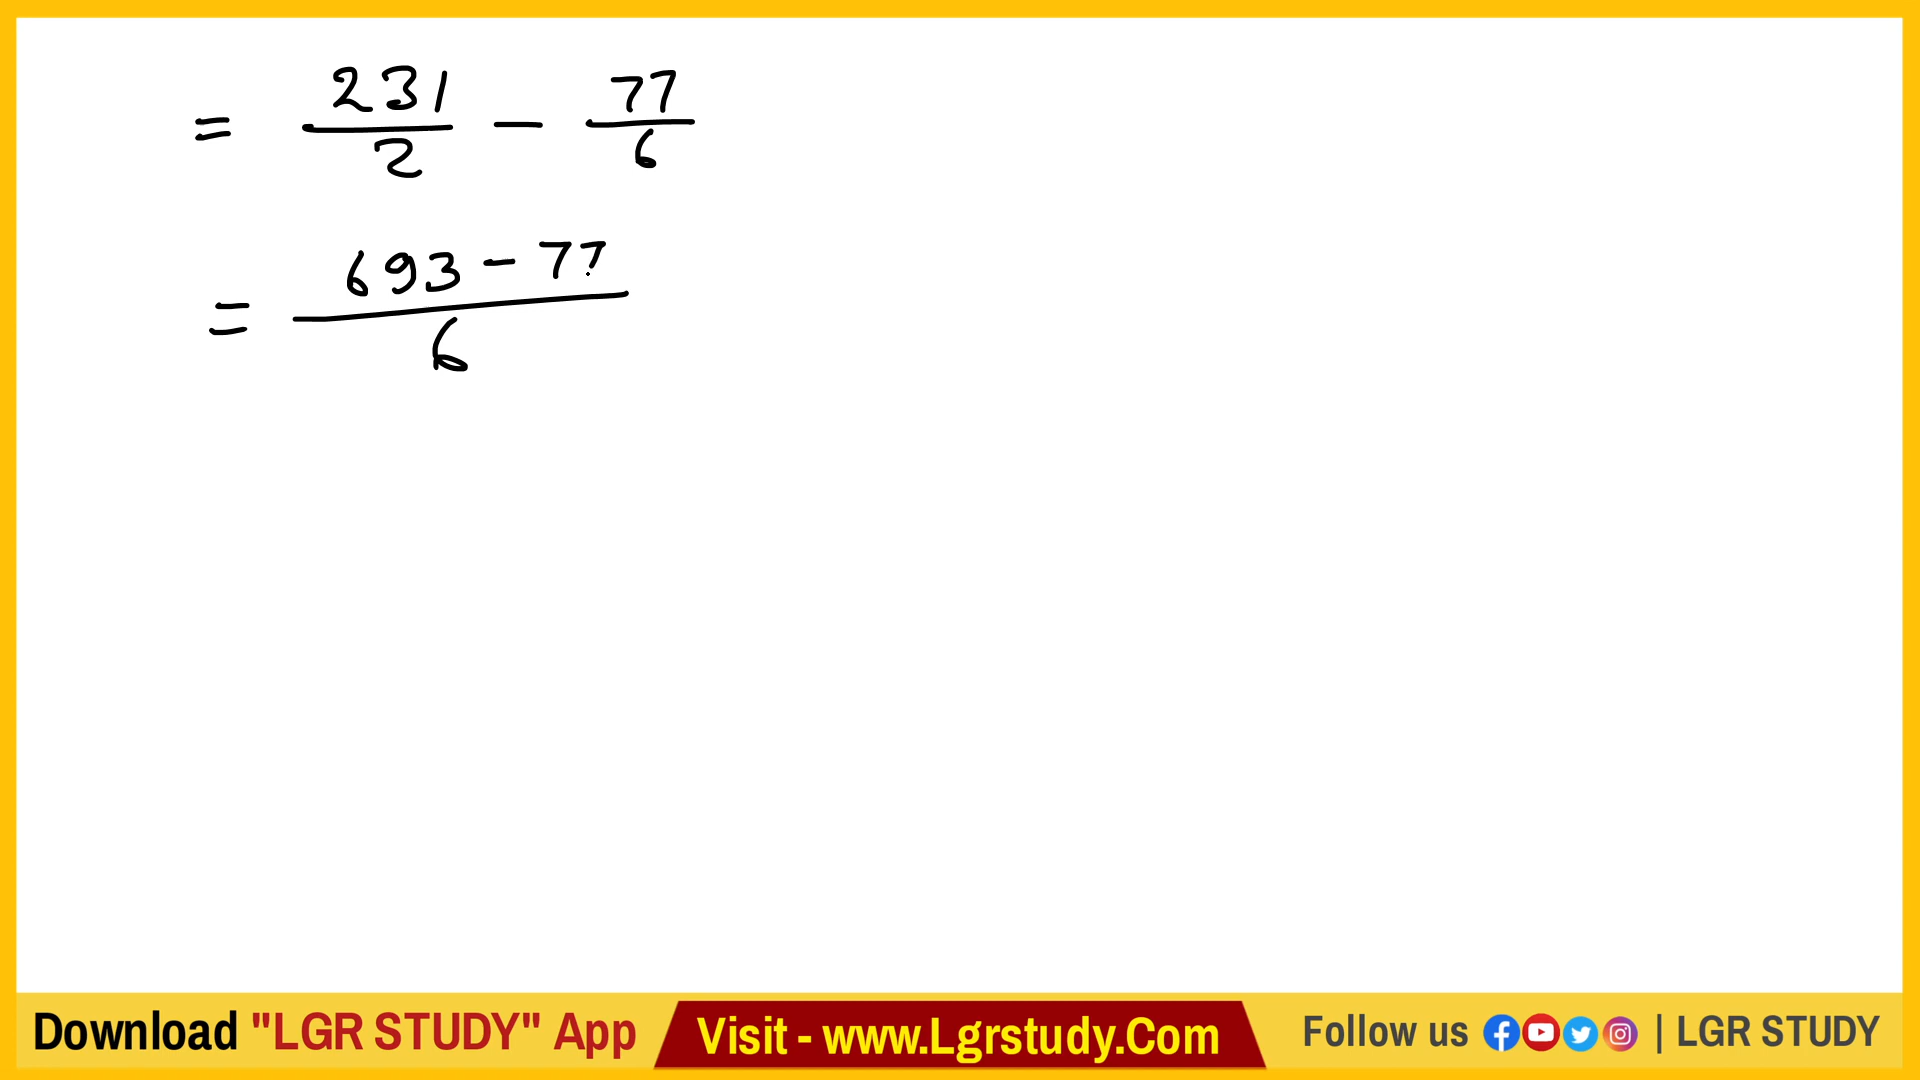 = 231/2 - 77/6
= 693 - 77/6
Download "LGR STUDY" App
Visit - www.Lgrstudy.Com
Follow us | LGR STUDY